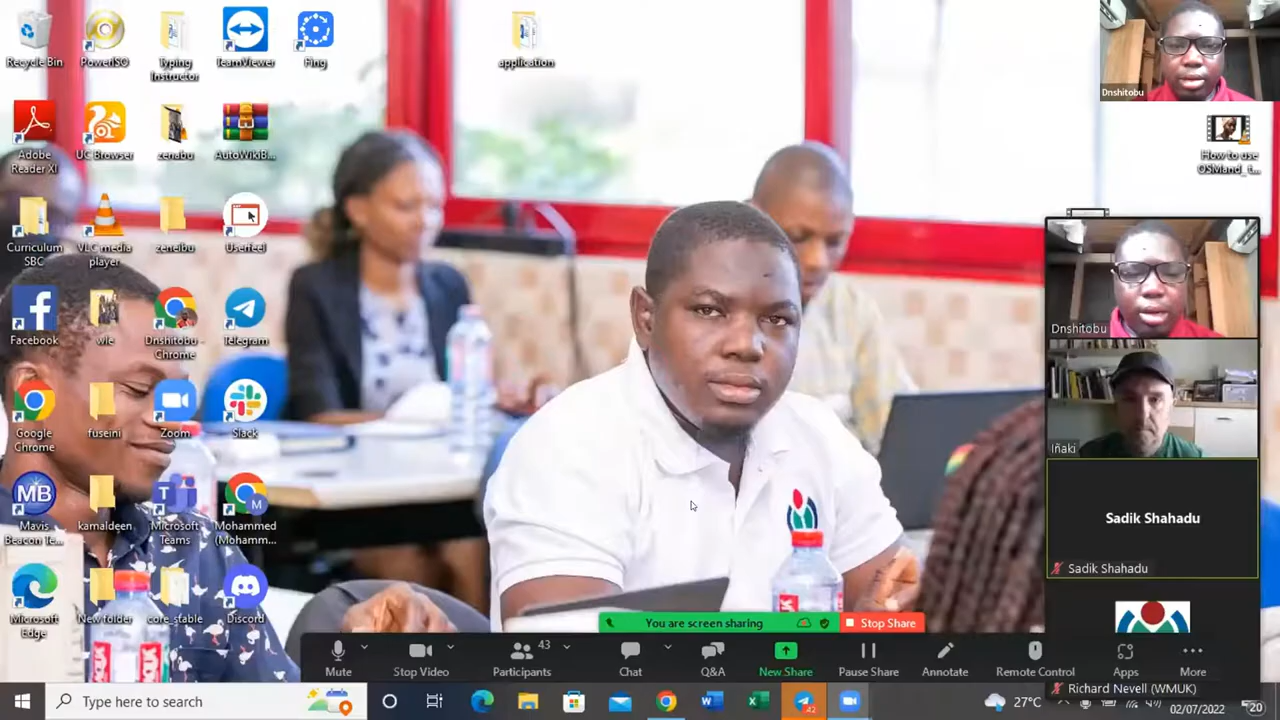 Recycle Bin
PowerISO
Typing
Instructor
TeamViewer
Fing
application
Dnshitobu
Adobe
Reader XI
UC Browser
zenabu
AutoWikiB...
How to use
OSMand_t...
Curriculum
SBC
VLC media
player
zeneibu
Userfeel
Facebook
wle
Dnshitobu -
Chrome
Telegram
Dnshitobu
Google
Chrome
fuseini
Zoom
Slack
Iñaki
MB
Mavis
Beacon Te...
kamaldeen
Microsoft
Teams
M
Mohammed
(Mohamm...
Sadik Shahadu
Sadik Shahadu
Microsoft
Edge
New folder
core_stable
Discord
You are screen sharing
Stop Share
Mute
Stop Video
Participants
43
Chat
Q&A
New Share
Pause Share
Annotate
Remote Control
Apps
More
Richard Nevell (WMUK)
Type here to search
27°C
02/07/2022
20